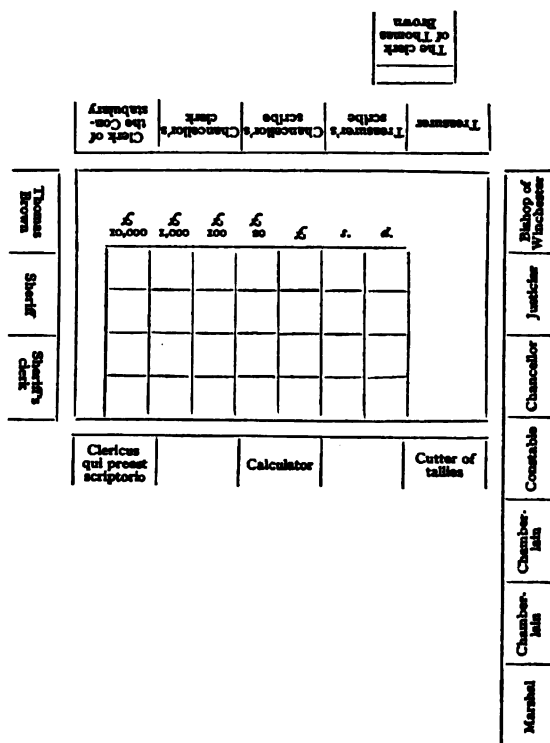 The clerk
of Thomas
Brown
Clerk of
the Con-
stabulary
Chancellor's
clerk
Chancellor's
scribe
Treasurer's
scribe
Treasurer
Thomas
Brown
Sheriff
Sheriff's
clerk
10,000
£
1,000
£
100
£
20
£
£
s.
d.
Bishop of
Winchester
Justicier
Chancellor
Constable
Chamber-
lain
Chamber-
lain
Marshal
Clericus
qui preest
scriptorio
Calculator
Cutter of
tallies